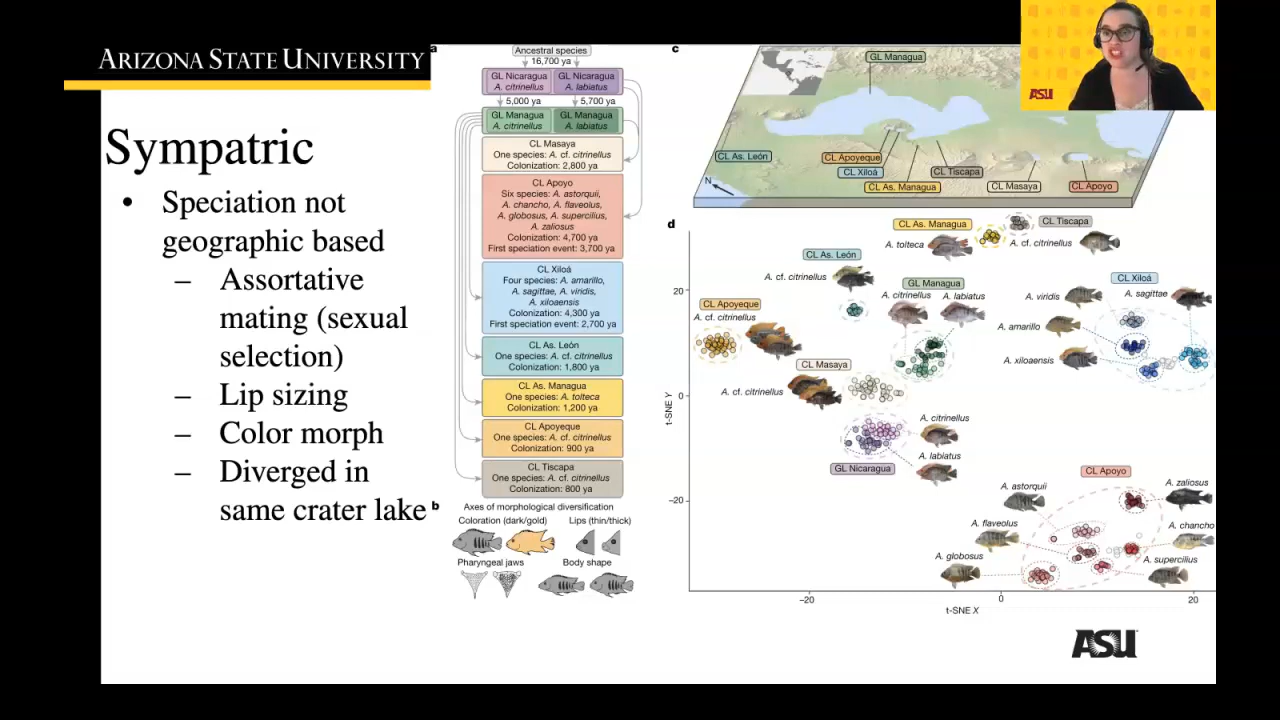 ARIZONA STATE UNIVERSITY
Sympatric
• Speciation not
geographic based
– Assortative
mating (sexual
selection)
– Lip sizing
– Color morph
– Diverged in
same crater lake
a
Ancestral species
16,700 ya
GL Nicaragua
A. citrinellus
GL Nicaragua
A. labiatus
5,000 ya
5,700 ya
GL Managua
A. citrinellus
GL Managua
A. labiatus
CL Masaya
One species: A. cf. citrinellus
Colonization: 2,800 ya
CL Apoyo
Six species: A. astorquii,
A. chancho, A. flaveolus,
A. globosus, A. supercilius,
A. zaliosus
Colonization: 4,700 ya
First speciation event: 3,700 ya
CL Xiloá
Four species: A. amarillo,
A. sagittae, A. viridis,
A. xiloaensis
Colonization: 4,300 ya
First speciation event: 2,700 ya
CL As. León
One species: A. cf. citrinellus
Colonization: 1,800 ya
CL As. Managua
One species: A. tolteca
Colonization: 1,200 ya
CL Apoyeque
One species: A. cf. citrinellus
Colonization: 900 ya
CL Tiscapa
One species: A. cf. citrinellus
Colonization: 800 ya
b
Axes of morphological diversification
Coloration (dark/gold)
Lips (thin/thick)
Pharyngeal jaws
Body shape
c
GL Managua
CL As. León
CL Apoyeque
CL Xiloá
CL As. Managua
CL Tiscapa
CL Masaya
CL Apoyo
N
ASU
d
CL As. Managua
A. tolteca
CL Tiscapa
A. cf. citrinellus
CL As. León
A. cf. citrinellus
GL Managua
A. citrinellus
A. labiatus
CL Xiloá
A. viridis
A. sagittae
A. amarillo
A. xiloaensis
CL Apoyeque
A. cf. citrinellus
CL Masaya
A. cf. citrinellus
A. citrinellus
A. labiatus
GL Nicaragua
CL Apoyo
A. astorquii
A. zaliosus
A. flaveolus
A. chancho
A. globosus
A. supercilius
20
0
–20
t-SNE Y
–20
0
20
t-SNE X
ASU